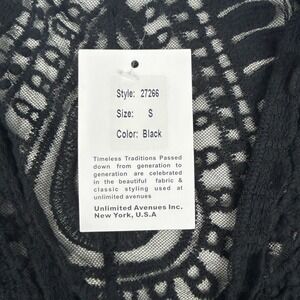 Style: 27266
Size: S
Color: Black
Timeless Traditions Passed
down from generation to
generation are celebrated
in the beautiful fabric &
classic styling used at
unlimited avenues
Unlimited Avenues Inc.
New York, U.S.A